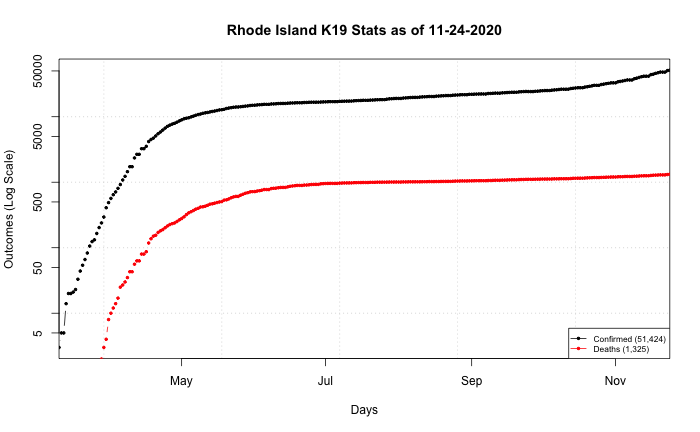 Rhode Island K19 Stats as of 11-24-2020
Outcomes (Log Scale)
50000
5000
500
50
5
Confirmed (51,424)
Deaths (1,325)
May
Jul
Sep
Nov
Days